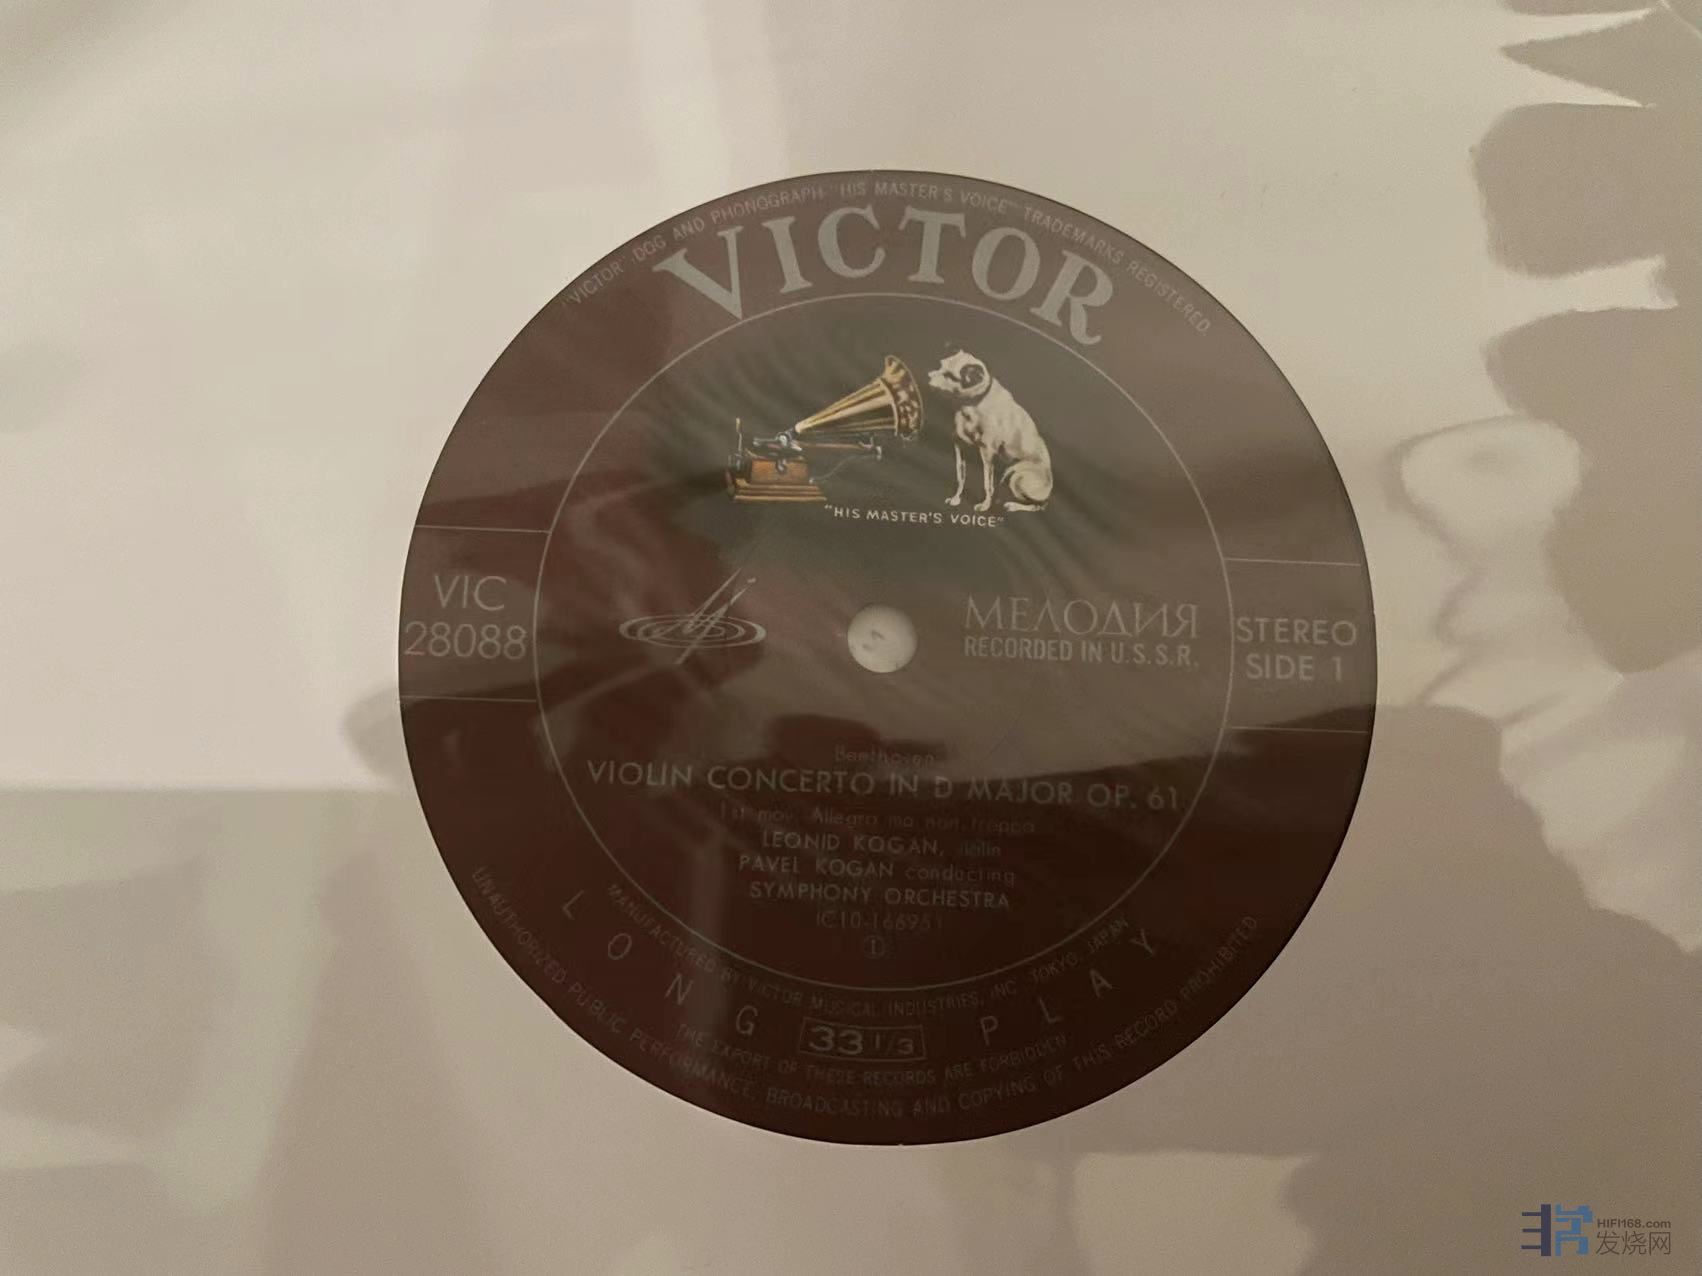 "VICTOR" "DOG AND PHONOGRAPH" "HIS MASTER'S VOICE" TRADEMARKS REGISTERED
VICTOR
"HIS MASTER'S VOICE"
VIC
28088
МЕЛОДИЯ
RECORDED IN U.S.S.R.
STEREO
SIDE 1
Beethoven
VIOLIN CONCERTO IN D MAJOR OP. 61
1st mov. Allegro ma non troppo
LEONID KOGAN, violin
PAVEL KOGAN conducting
SYMPHONY ORCHESTRA
IC10-166951
①
MANUFACTURED BY VICTOR MUSICAL INDUSTRIES, INC. TOKYO, JAPAN
LONG 33 1/3 PLAY
THE EXPORT OF THESE RECORDS ARE FORBIDDEN
UNAUTHORIZED PUBLIC PERFORMANCE, BROADCASTING AND COPYING OF THIS RECORD PROHIBITED
HIFI168.com
发烧网